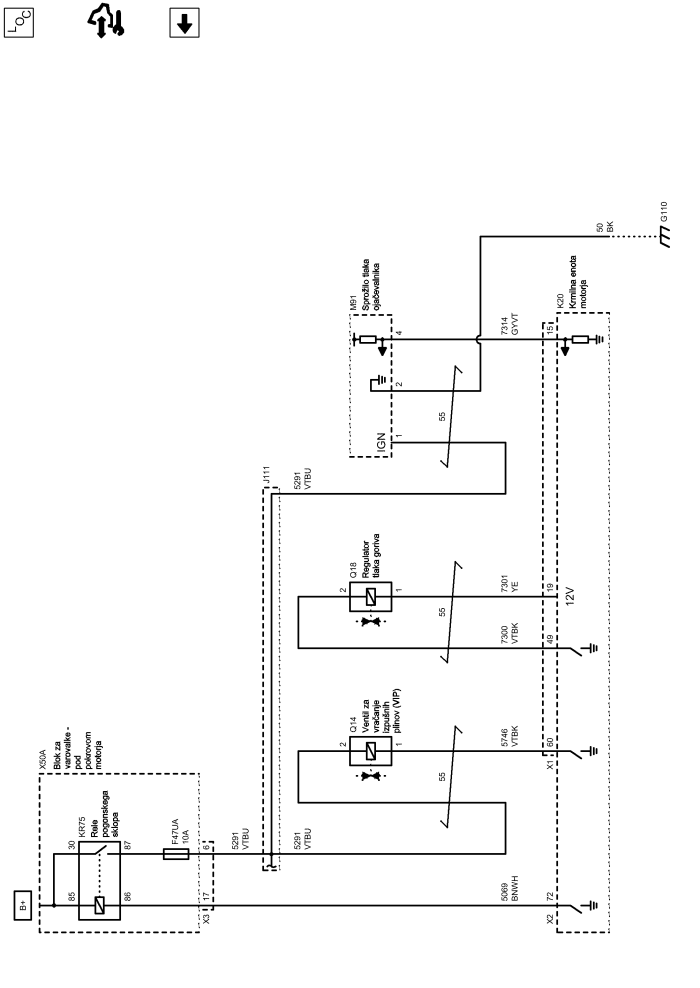 LOC
B+
X50A
Blok za
varovalke -
pod
pokrovom
motorja
85
30
KR75
Rele
pogonskega
sklopa
86
87
F47UA
10A
X3
17
6
5291
VTBU
J111
5291
VTBU
5291
VTBU
Q14
Ventil za
vračanje
izpušnih
plinov (VIP)
2
1
Q18
Regulator
tlaka goriva
2
1
M91
Sprožilo tlaka
ojačevalnika
IGN
1
2
4
55
55
55
5069
BNWH
5746
VTBK
7300
VTBK
7301
YE
7314
GYVT
50
BK
G110
X2
72
X1
60
49
19
15
12V
K20
Krmilna enota
motorja